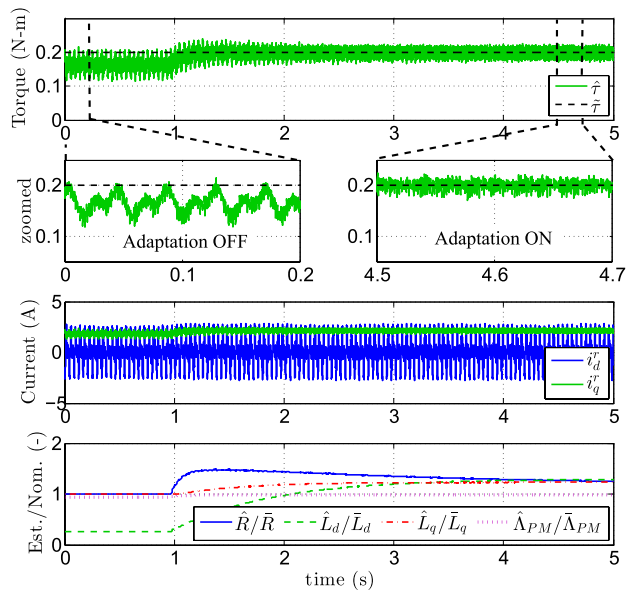 Torque (N-m)
0.2
0.1
0
0 1 2 3 4 5
τ̂
τ̃
zoomed
0.2
0.1
Adaptation OFF
0 0.1 0.2
0.2
0.1
Adaptation ON
4.5 4.6 4.7
Current (A)
5
0
−5
0 1 2 3 4 5
i_d^r
i_q^r
Est./Nom. (-)
2
1
0
R̂/R̄ L̂_d/L̄_d L̂_q/L̄_q Λ̂_PM/Λ̄_PM
0 1 2 3 4 5
time (s)